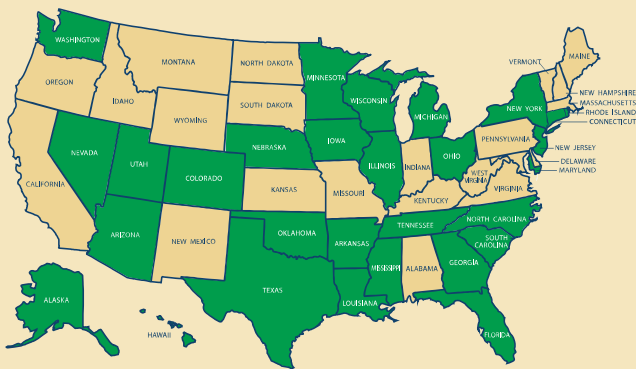 WASHINGTON
MONTANA
NORTH DAKOTA
MINNESOTA
VERMONT
MAINE
OREGON
IDAHO
WYOMING
SOUTH DAKOTA
WISCONSIN
MICHIGAN
NEW YORK
NEW HAMPSHIRE
MASSACHUSETTS
RHODE ISLAND
CONNECTICUT
NEVADA
UTAH
COLORADO
NEBRASKA
IOWA
ILLINOIS
INDIANA
OHIO
PENNSYLVANIA
NEW JERSEY
DELAWARE
MARYLAND
CALIFORNIA
KANSAS
MISSOURI
KENTUCKY
WEST
VIRGINIA
VIRGINIA
ARIZONA
NEW MEXICO
OKLAHOMA
ARKANSAS
TENNESSEE
NORTH CAROLINA
SOUTH
CAROLINA
TEXAS
LOUISIANA
MISSISSIPPI
ALABAMA
GEORGIA
FLORIDA
ALASKA
HAWAII